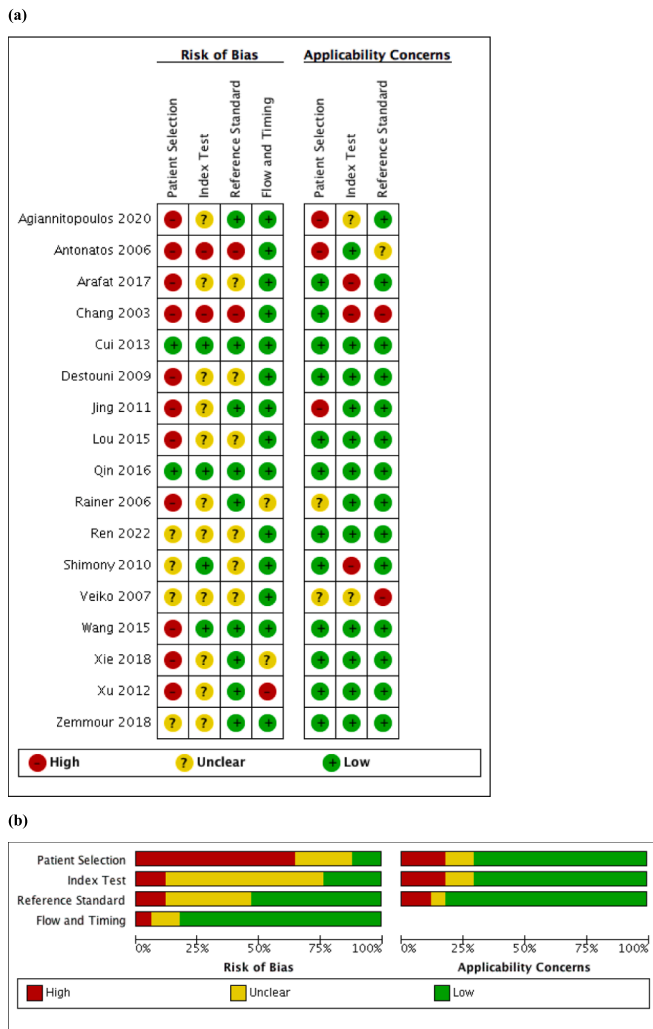 (a)
Risk of Bias Applicability Concerns
Patient Selection
Index Test
Reference Standard
Flow and Timing
Patient Selection
Index Test
Reference Standard
Agiannitopoulos 2020 - ? + + - ? +
Antonatos 2006 - - - + - + ?
Arafat 2017 - ? ? + + - +
Chang 2003 - - - + + - -
Cui 2013 + + + + + + +
Destouni 2009 - ? ? + + + +
Jing 2011 - ? + + - + +
Lou 2015 - ? ? + + + +
Qin 2016 + + + + + + +
Rainer 2006 - ? + ? ? + +
Ren 2022 ? ? ? + + + +
Shimony 2010 ? + ? + + - +
Veiko 2007 ? ? ? + ? ? -
Wang 2015 - + + + + + +
Xie 2018 - ? + ? + + +
Xu 2012 - ? + - + + +
Zemmour 2018 ? ? + + + + +
- High ? Unclear + Low
(b)
Patient Selection
Index Test
Reference Standard
Flow and Timing
0% 25% 50% 75% 100% 0% 25% 50% 75% 100%
Risk of Bias Applicability Concerns
High Unclear Low